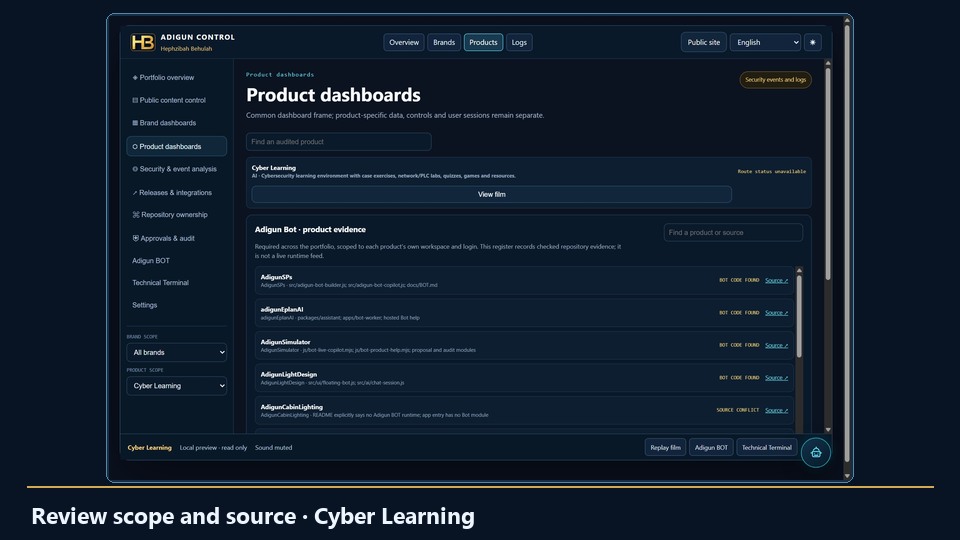 HB
ADIGUN CONTROL
Hephzibah Behulah
Overview
Brands
Products
Logs
Public site
English
Portfolio overview
Public content control
Brand dashboards
Product dashboards
Security & event analysis
Releases & integrations
Repository ownership
Approvals & audit
Adigun BOT
Technical Terminal
Settings
BRAND SCOPE
All brands
PRODUCT SCOPE
Cyber Learning
Product dashboards
Product dashboards
Common dashboard frame; product-specific data, controls and user sessions remain separate.
Security events and logs
Find an audited product
Cyber Learning
AI · Cybersecurity learning environment with case exercises, network/PLC labs, quizzes, games and resources.
Route status unavailable
View film
Adigun Bot · product evidence
Required across the portfolio, scoped to each product's own workspace and login. This register records checked repository evidence; it
is not a live runtime feed.
Find a product or source
AdigunSPs
AdigunSPs · src/adigun-bot-builder.js; src/adigun-bot-copilot.js; docs/BOT.md
BOT CODE FOUND
Source ↗
adigunEplanAI
adigunEplanAI · packages/assistant; apps/bot-worker; hosted Bot help
BOT CODE FOUND
Source ↗
AdigunSimulator
AdigunSimulator · js/bot-live-copilot.mjs; js/bot-product-help.mjs; proposal and audit modules
BOT CODE FOUND
Source ↗
AdigunLightDesign
AdigunLightDesign · src/ui/floating-bot.js; src/ai/chat-session.js
BOT CODE FOUND
Source ↗
AdigunCabinLighting
AdigunCabinLighting · README explicitly says no Adigun BOT runtime; app entry has no Bot module
SOURCE CONFLICT
Source ↗
Cyber Learning
Local preview · read only
Sound muted
Replay film
Adigun BOT
Technical Terminal
Review scope and source · Cyber Learning